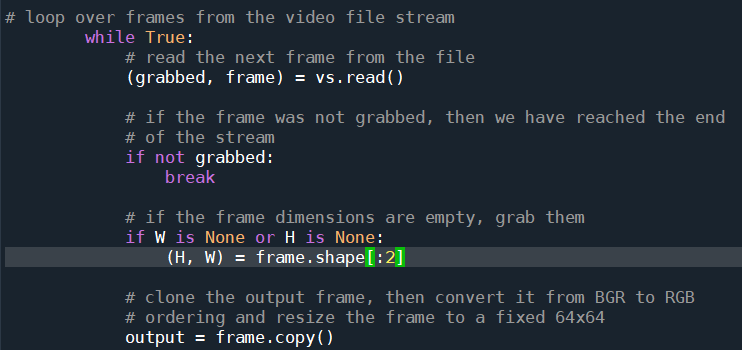 # loop over frames from the video file stream
while True:
# read the next frame from the file
(grabbed, frame) = vs.read()
# if the frame was not grabbed, then we have reached the end
# of the stream
if not grabbed:
break
# if the frame dimensions are empty, grab them
if W is None or H is None:
(H, W) = frame.shape[:2]
# clone the output frame, then convert it from BGR to RGB
# ordering and resize the frame to a fixed 64x64
output = frame.copy()